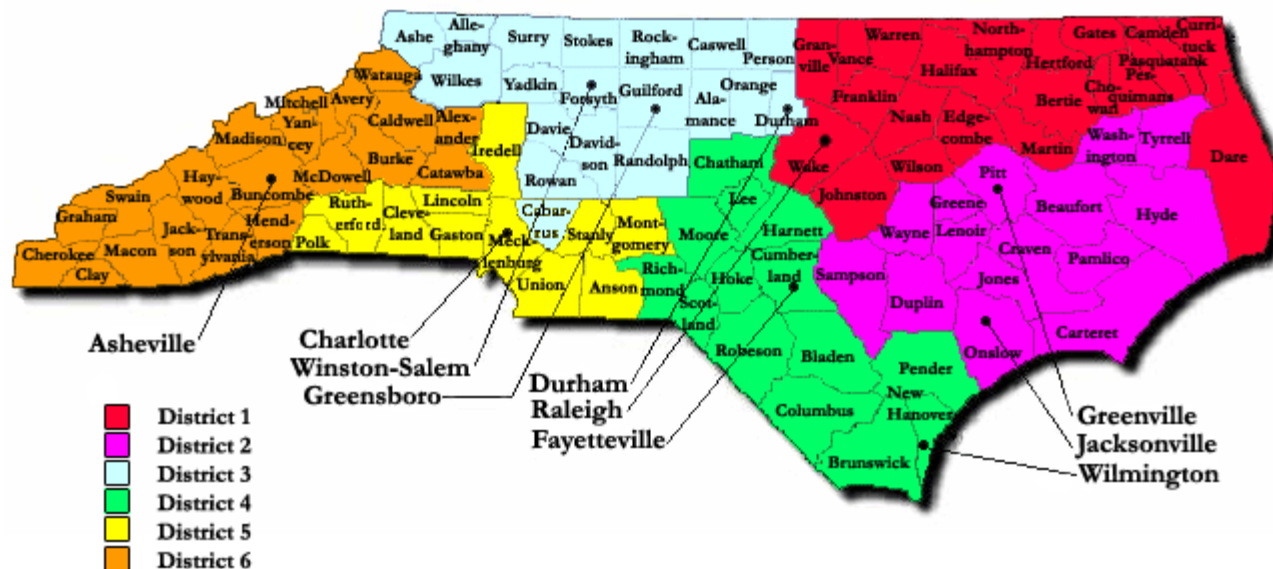 Ashe
Alle-
ghany
Surry
Stokes
Rock-
ingham
Caswell
Person
Gran-
ville
Vance
Warren
North-
hampton
Gates
Camden
Curri-
tuck
Pasquatank
Per-
quimans
Cho-
wan
Hertford
Halifax
Bertie
Watauga
Wilkes
Yadkin
Forsyth
Guilford
Ala-
mance
Orange
Durham
Franklin
Nash
Edge-
combe
Martin
Wash-
ington
Tyrrell
Dare
Mitchell
Avery
Yan-
cey
Madison
Caldwell
Alex-
ander
Iredell
Davie
David-
son
Randolph
Chatham
Wake
Wilson
Johnston
Pitt
Greene
Beaufort
Hyde
Swain
Hay-
wood
Buncombe
McDowell
Burke
Catawba
Rowan
Lee
Graham
Cherokee
Clay
Macon
Jack-
son
Trans-
ylvania
Hend-
erson
Polk
Ruth-
erford
Cleve-
land
Lincoln
Gaston
Meck
lenburg
Cabar-
rus
Stanly
Mont-
gomery
Moore
Harnett
Wayne
Lenoir
Craven
Pamlico
Union
Anson
Rich-
mond
Scot-
land
Hoke
Cumber-
land
Sampson
Duplin
Jones
Carteret
Onslow
Robeson
Bladen
Pender
New
Hanover
Columbus
Brunswick
Asheville
Charlotte
Winston-Salem
Greensboro
Durham
Raleigh
Fayetteville
Greenville
Jacksonville
Wilmington
District 1
District 2
District 3
District 4
District 5
District 6